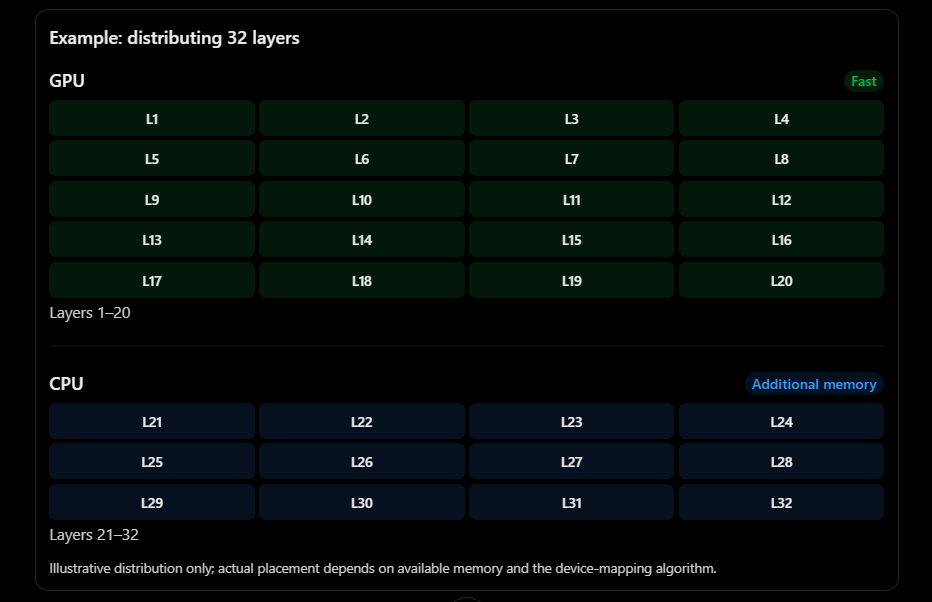 Example: distributing 32 layers
GPU Fast
L1 L2 L3 L4
L5 L6 L7 L8
L9 L10 L11 L12
L13 L14 L15 L16
L17 L18 L19 L20
Layers 1–20
CPU Additional memory
L21 L22 L23 L24
L25 L26 L27 L28
L29 L30 L31 L32
Layers 21–32
Illustrative distribution only; actual placement depends on available memory and the device-mapping algorithm.